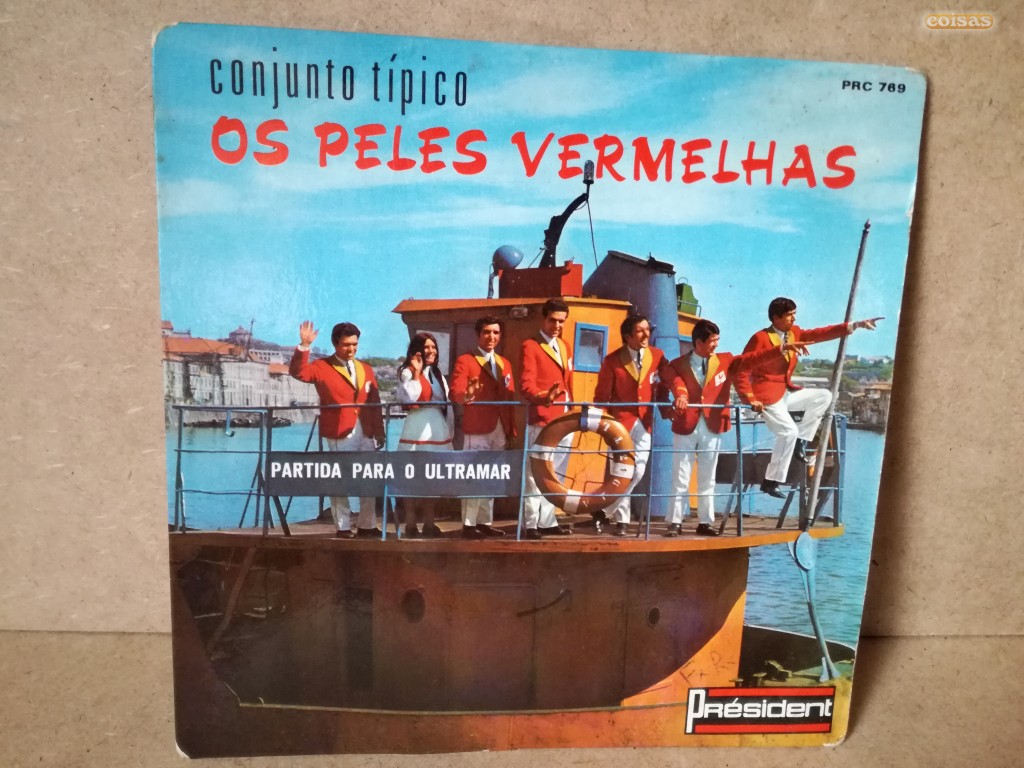 coisas
conjunto típico
PRC 769
OS PELES VERMELHAS
PARTIDA PARA O ULTRAMAR
Président